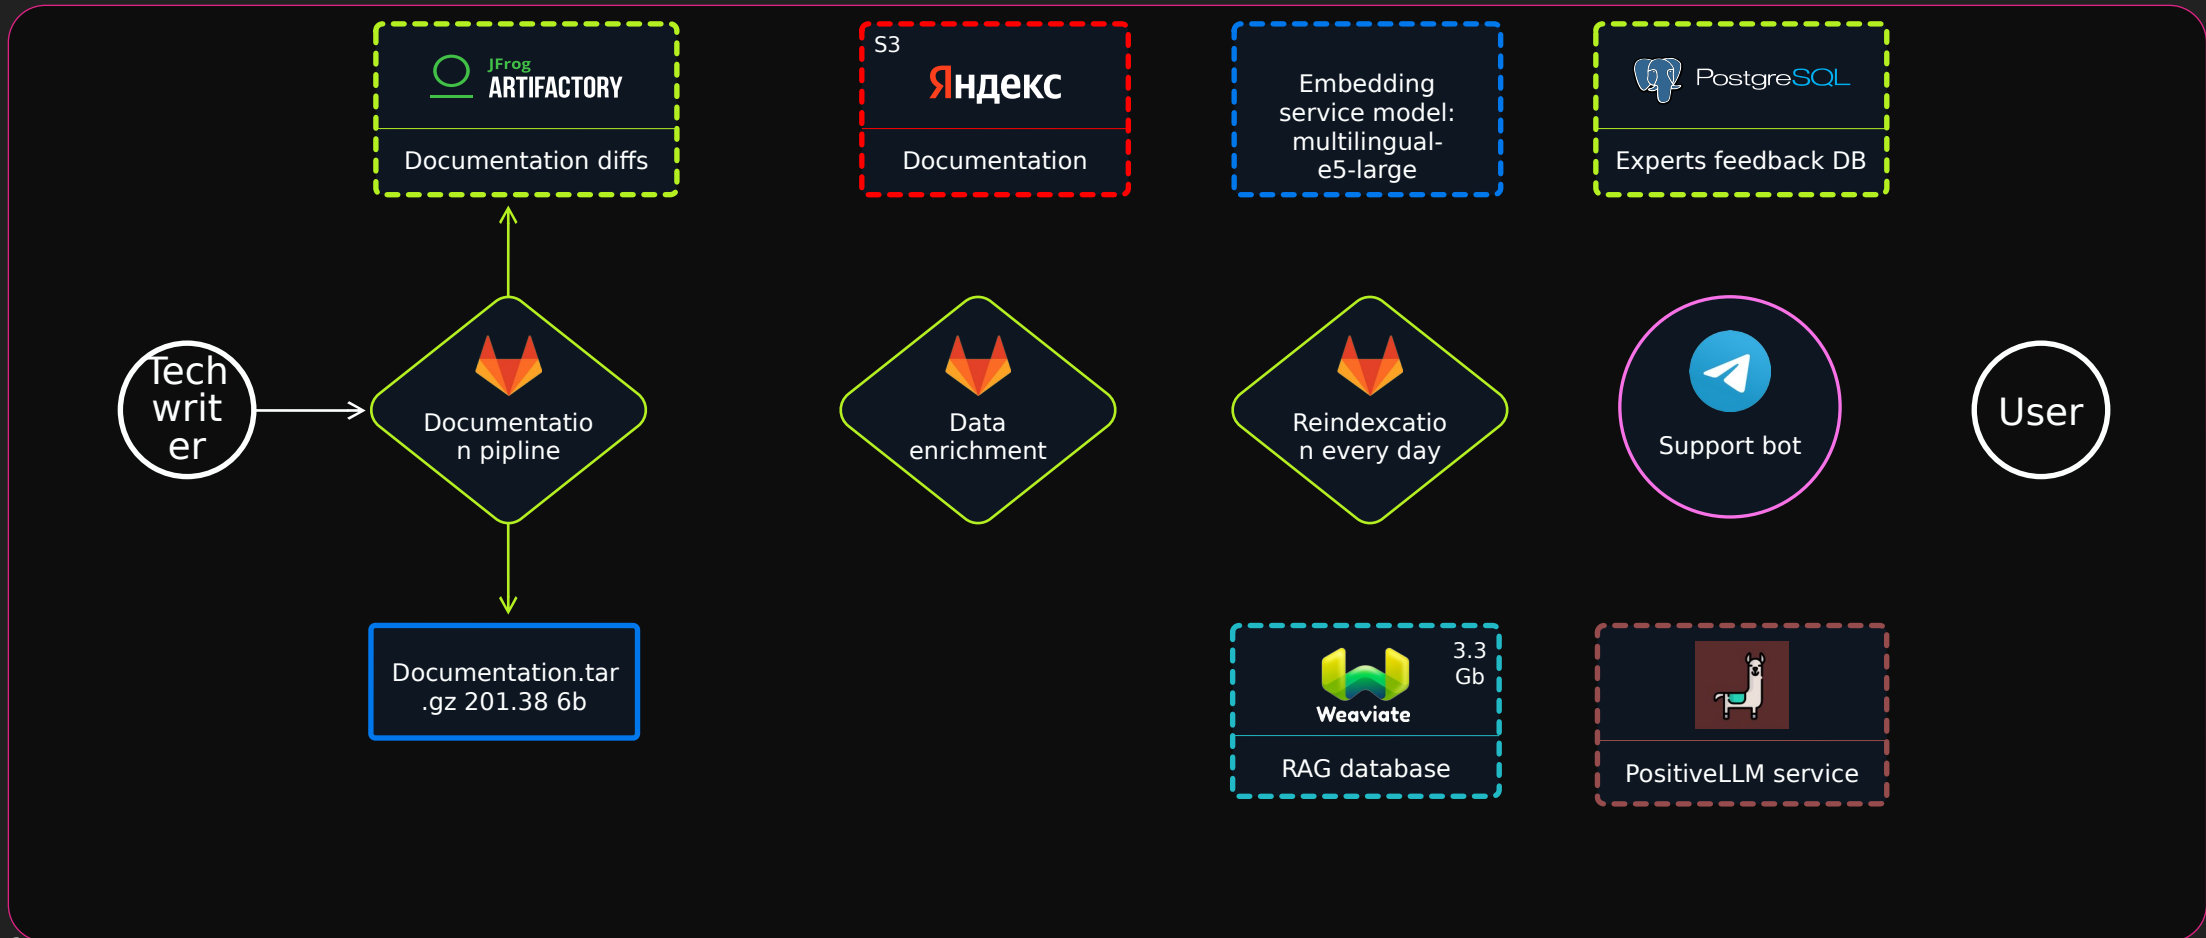 JFrog
ARTIFACTORY
Documentation diffs
S3
Яндекс
Documentation
Embedding
service model:
multilingual-
e5-large
PostgreSQL
Experts feedback DB
Tech
writ
er
Documentatio
n pipline
Data
enrichment
Reindexcatio
n every day
Support bot
User
Documentation.tar
.gz 201.38 6b
3.3
Gb
Weaviate
RAG database
PositiveLLM service